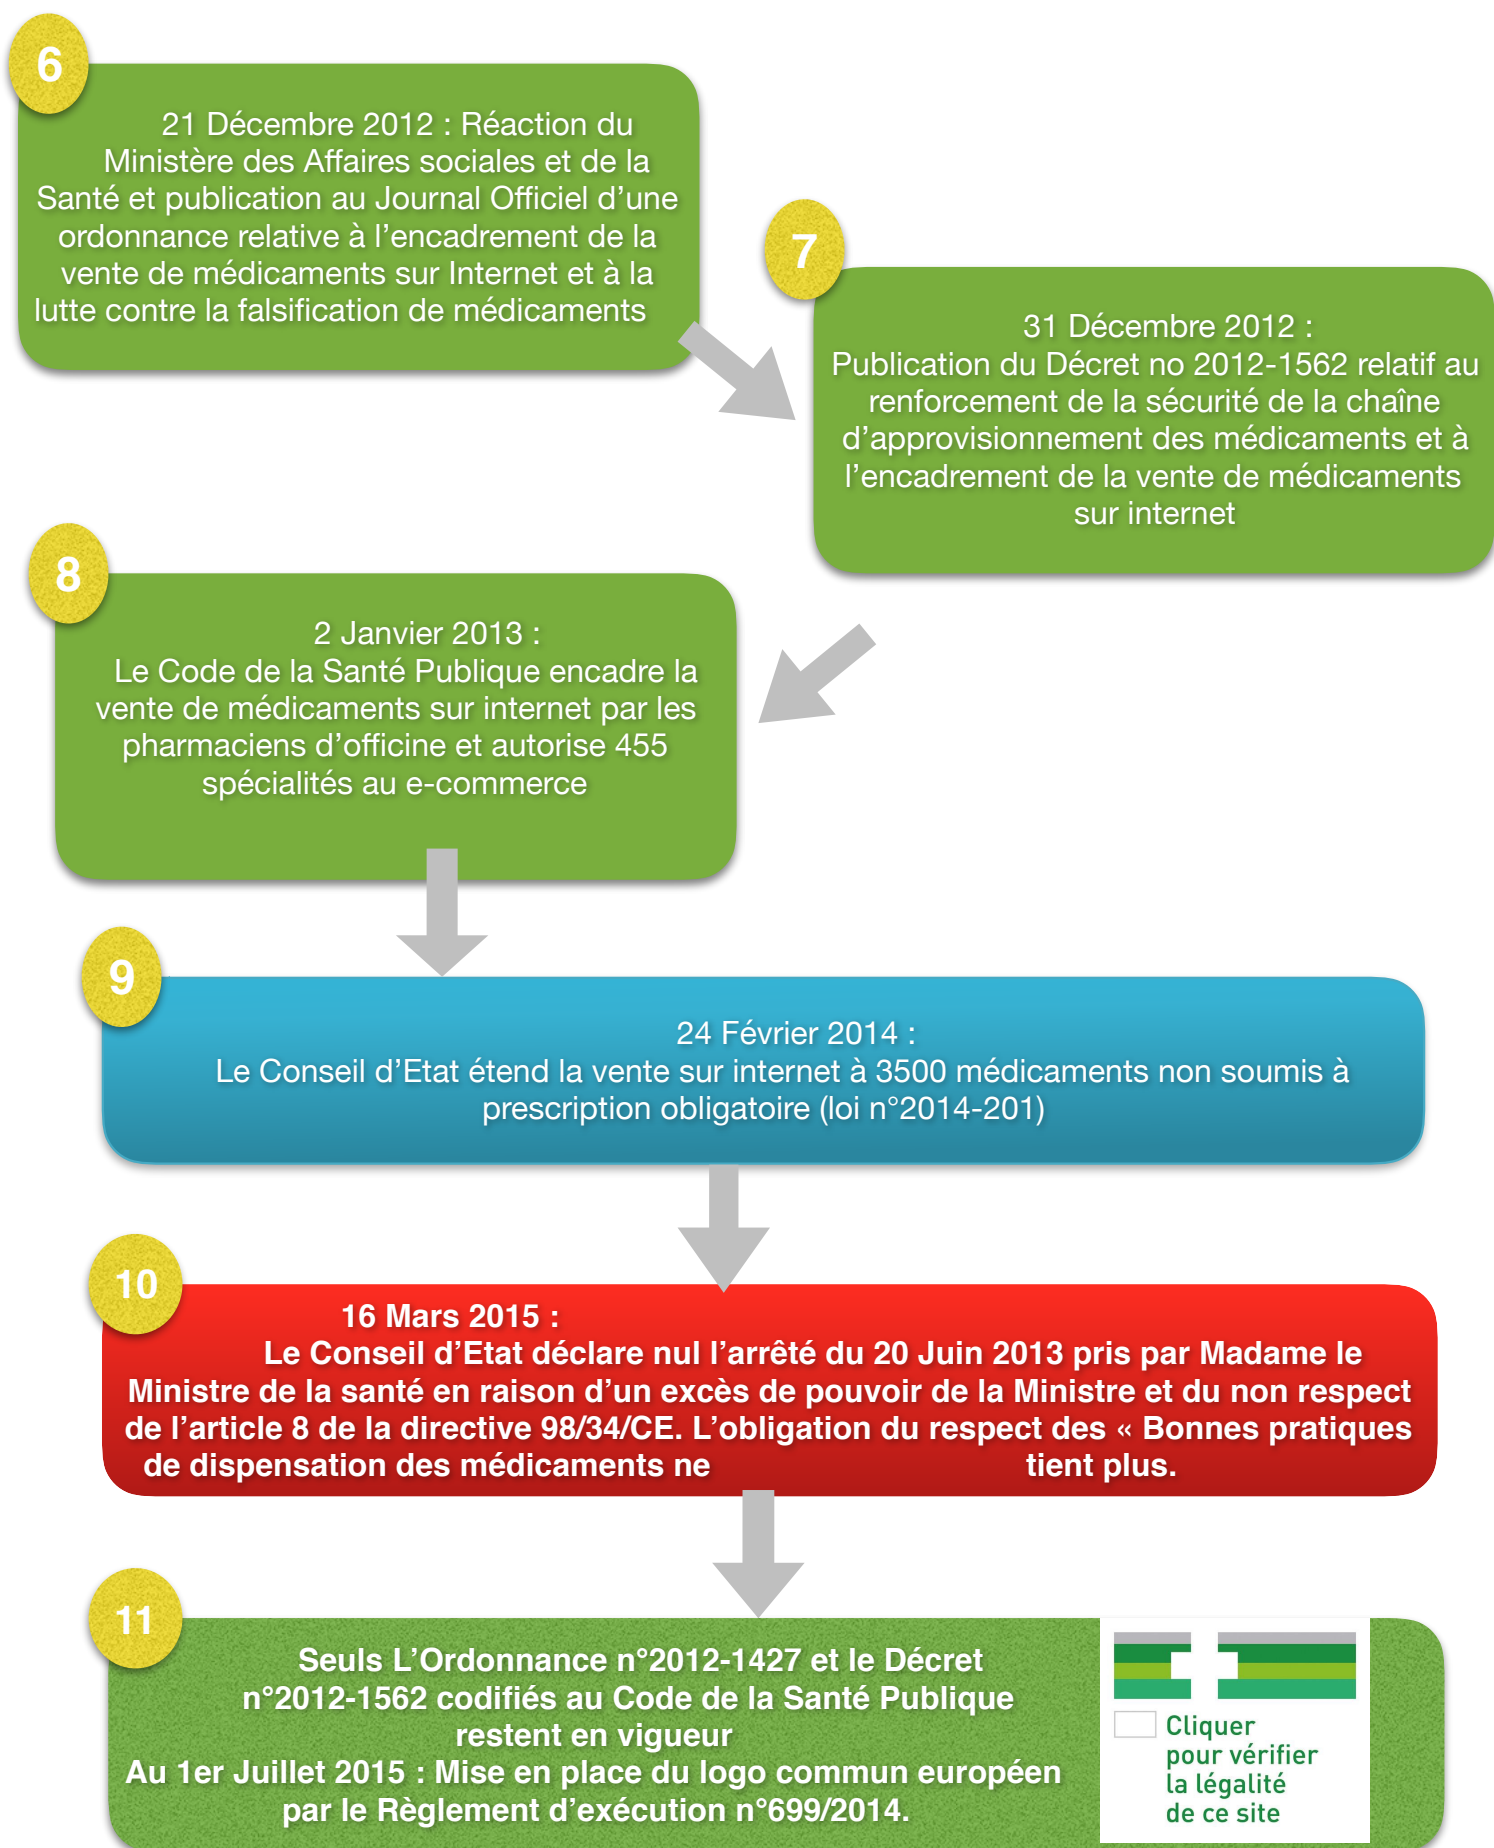 6
21 Décembre 2012 : Réaction du
Ministère des Affaires sociales et de la
Santé et publication au Journal Officiel d’une
ordonnance relative à l’encadrement de la
vente de médicaments sur Internet et à la
lutte contre la falsification de médicaments
7
31 Décembre 2012 :
Publication du Décret no 2012-1562 relatif au
renforcement de la sécurité de la chaîne
d’approvisionnement des médicaments et à
l’encadrement de la vente de médicaments
sur internet
8
2 Janvier 2013 :
Le Code de la Santé Publique encadre la
vente de médicaments sur internet par les
pharmaciens d’officine et autorise 455
spécialités au e-commerce
9
24 Février 2014 :
Le Conseil d’Etat étend la vente sur internet à 3500 médicaments non soumis à
prescription obligatoire (loi n°2014-201)
10
16 Mars 2015 :
Le Conseil d’Etat déclare nul l’arrêté du 20 Juin 2013 pris par Madame le
Ministre de la santé en raison d’un excès de pouvoir de la Ministre et du non respect
de l’article 8 de la directive 98/34/CE. L’obligation du respect des « Bonnes pratiques
de dispensation des médicaments ne tient plus.
11
Seuls L’Ordonnance n°2012-1427 et le Décret
n°2012-1562 codifiés au Code de la Santé Publique
restent en vigueur
Au 1er Juillet 2015 : Mise en place du logo commun européen
par le Règlement d’exécution n°699/2014.
Cliquer
pour vérifier
la légalité
de ce site